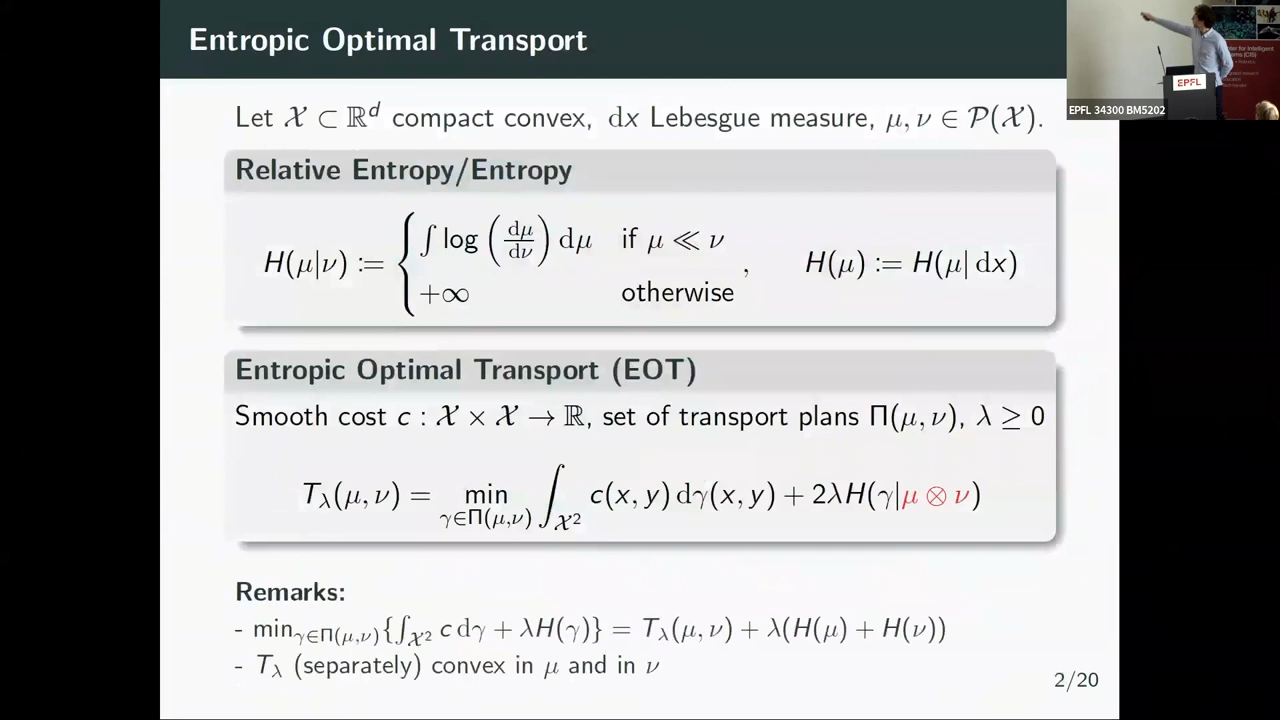 Entropic Optimal Transport
Let 𝒳 ⊂ ℝᵈ compact convex, dx Lebesgue measure, μ, ν ∈ 𝒫(𝒳).
Relative Entropy/Entropy
H(μ|ν) := { ∫ log (dμ/dν) dμ if μ ≪ ν
+∞ otherwise , H(μ) := H(μ| dx)
Entropic Optimal Transport (EOT)
Smooth cost c : 𝒳 × 𝒳 → ℝ, set of transport plans Π(μ, ν), λ ≥ 0
T_λ(μ, ν) = min_{γ∈Π(μ,ν)} ∫_{𝒳²} c(x, y) dγ(x, y) + 2λH(γ|μ ⊗ ν)
Remarks:
- min_{γ∈Π(μ,ν)}{∫_{𝒳²} c dγ + λH(γ)} = T_λ(μ, ν) + λ(H(μ) + H(ν))
- T_λ (separately) convex in μ and in ν
2/20
EPFL
EPFL 34300 BM5202